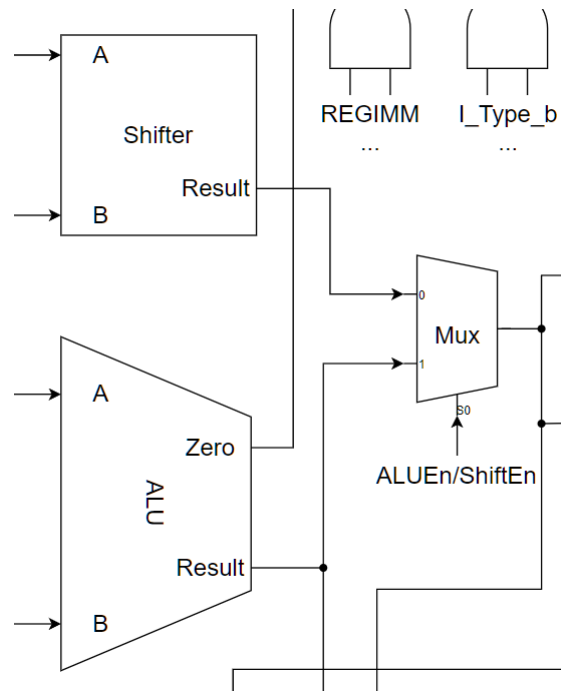 A
Shifter
Result
B
REGIMM
...
I_Type_b
...
0
Mux
1
S0
ALUEn/ShiftEn
A
Zero
ALU
Result
B